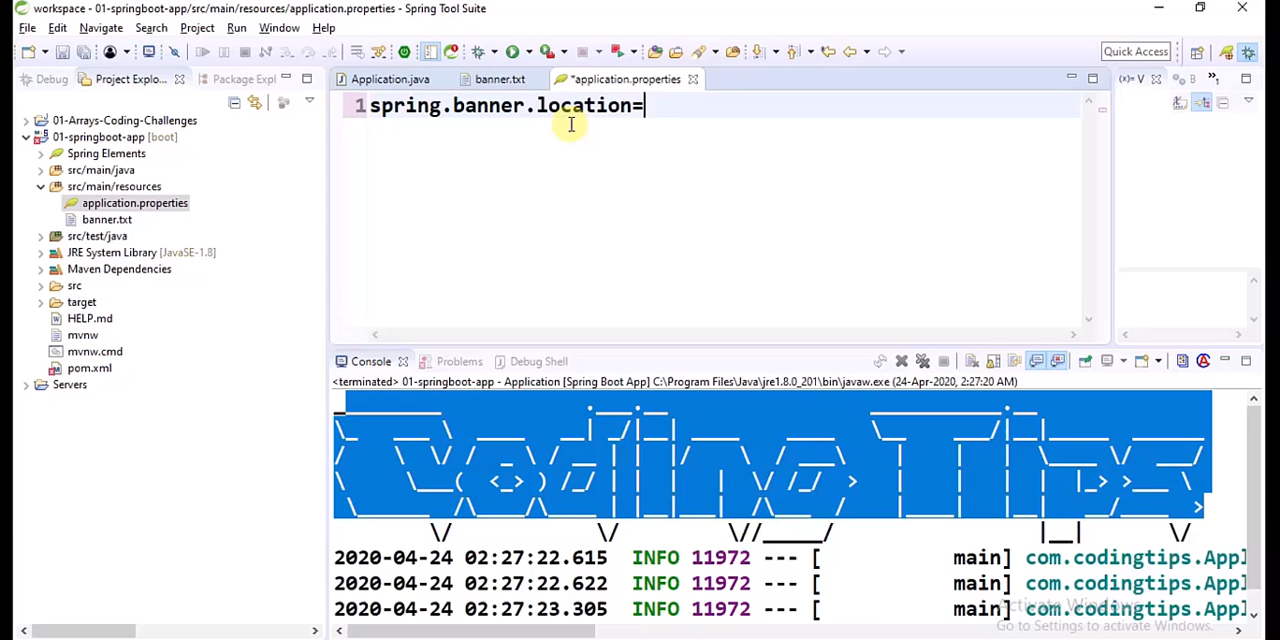 workspace - 01-springboot-app/src/main/resources/application.properties - Spring Tool Suite
File Edit Navigate Search Project Run Window Help
Quick Access
Debug Project Explo... Package Expl
Application.java banner.txt *application.properties
(x)= V B
1 spring.banner.location=
01-Arrays-Coding-Challenges
01-springboot-app [boot]
Spring Elements
src/main/java
src/main/resources
application.properties
banner.txt
src/test/java
JRE System Library [JavaSE-1.8]
Maven Dependencies
src
target
HELP.md
mvnw
mvnw.cmd
pom.xml
Servers
Console Problems Debug Shell
<terminated> 01-springboot-app - Application [Spring Boot App] C:\Program Files\Java\jre1.8.0_201\bin\javaw.exe (24-Apr-2020, 2:27:20 AM)
Coding Tips
2020-04-24 02:27:22.615 INFO 11972 --- [ main] com.codingtips.Appl
2020-04-24 02:27:22.622 INFO 11972 --- [ main] com.codingtips.Appl
2020-04-24 02:27:23.305 INFO 11972 --- [ main] com.codingtips.Appl
Activate Windows
Go to Settings to activate Windows.